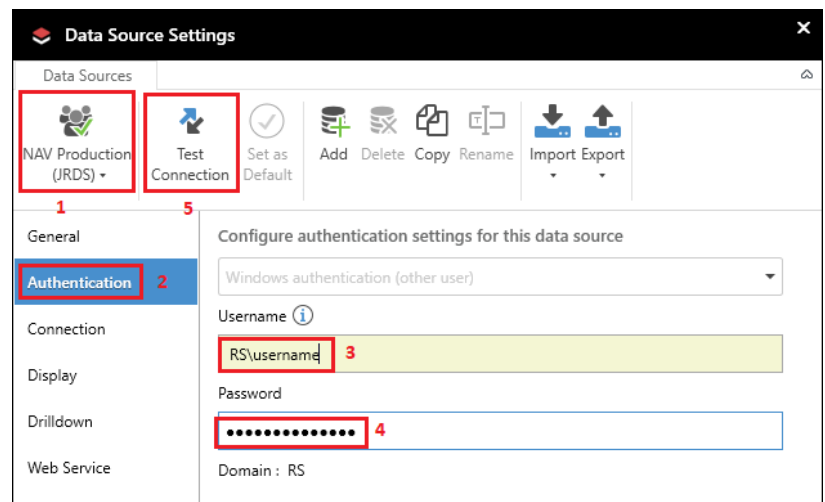 Data Source Settings
Data Sources
NAV Production
(JRDS)
Test
Connection
Set as
Default
Add
Delete
Copy
Rename
Import
Export
1
5
General
Configure authentication settings for this data source
Authentication
2
Windows authentication (other user)
Connection
Username
RS\username
3
Display
Password
Drilldown
4
Web Service
Domain : RS